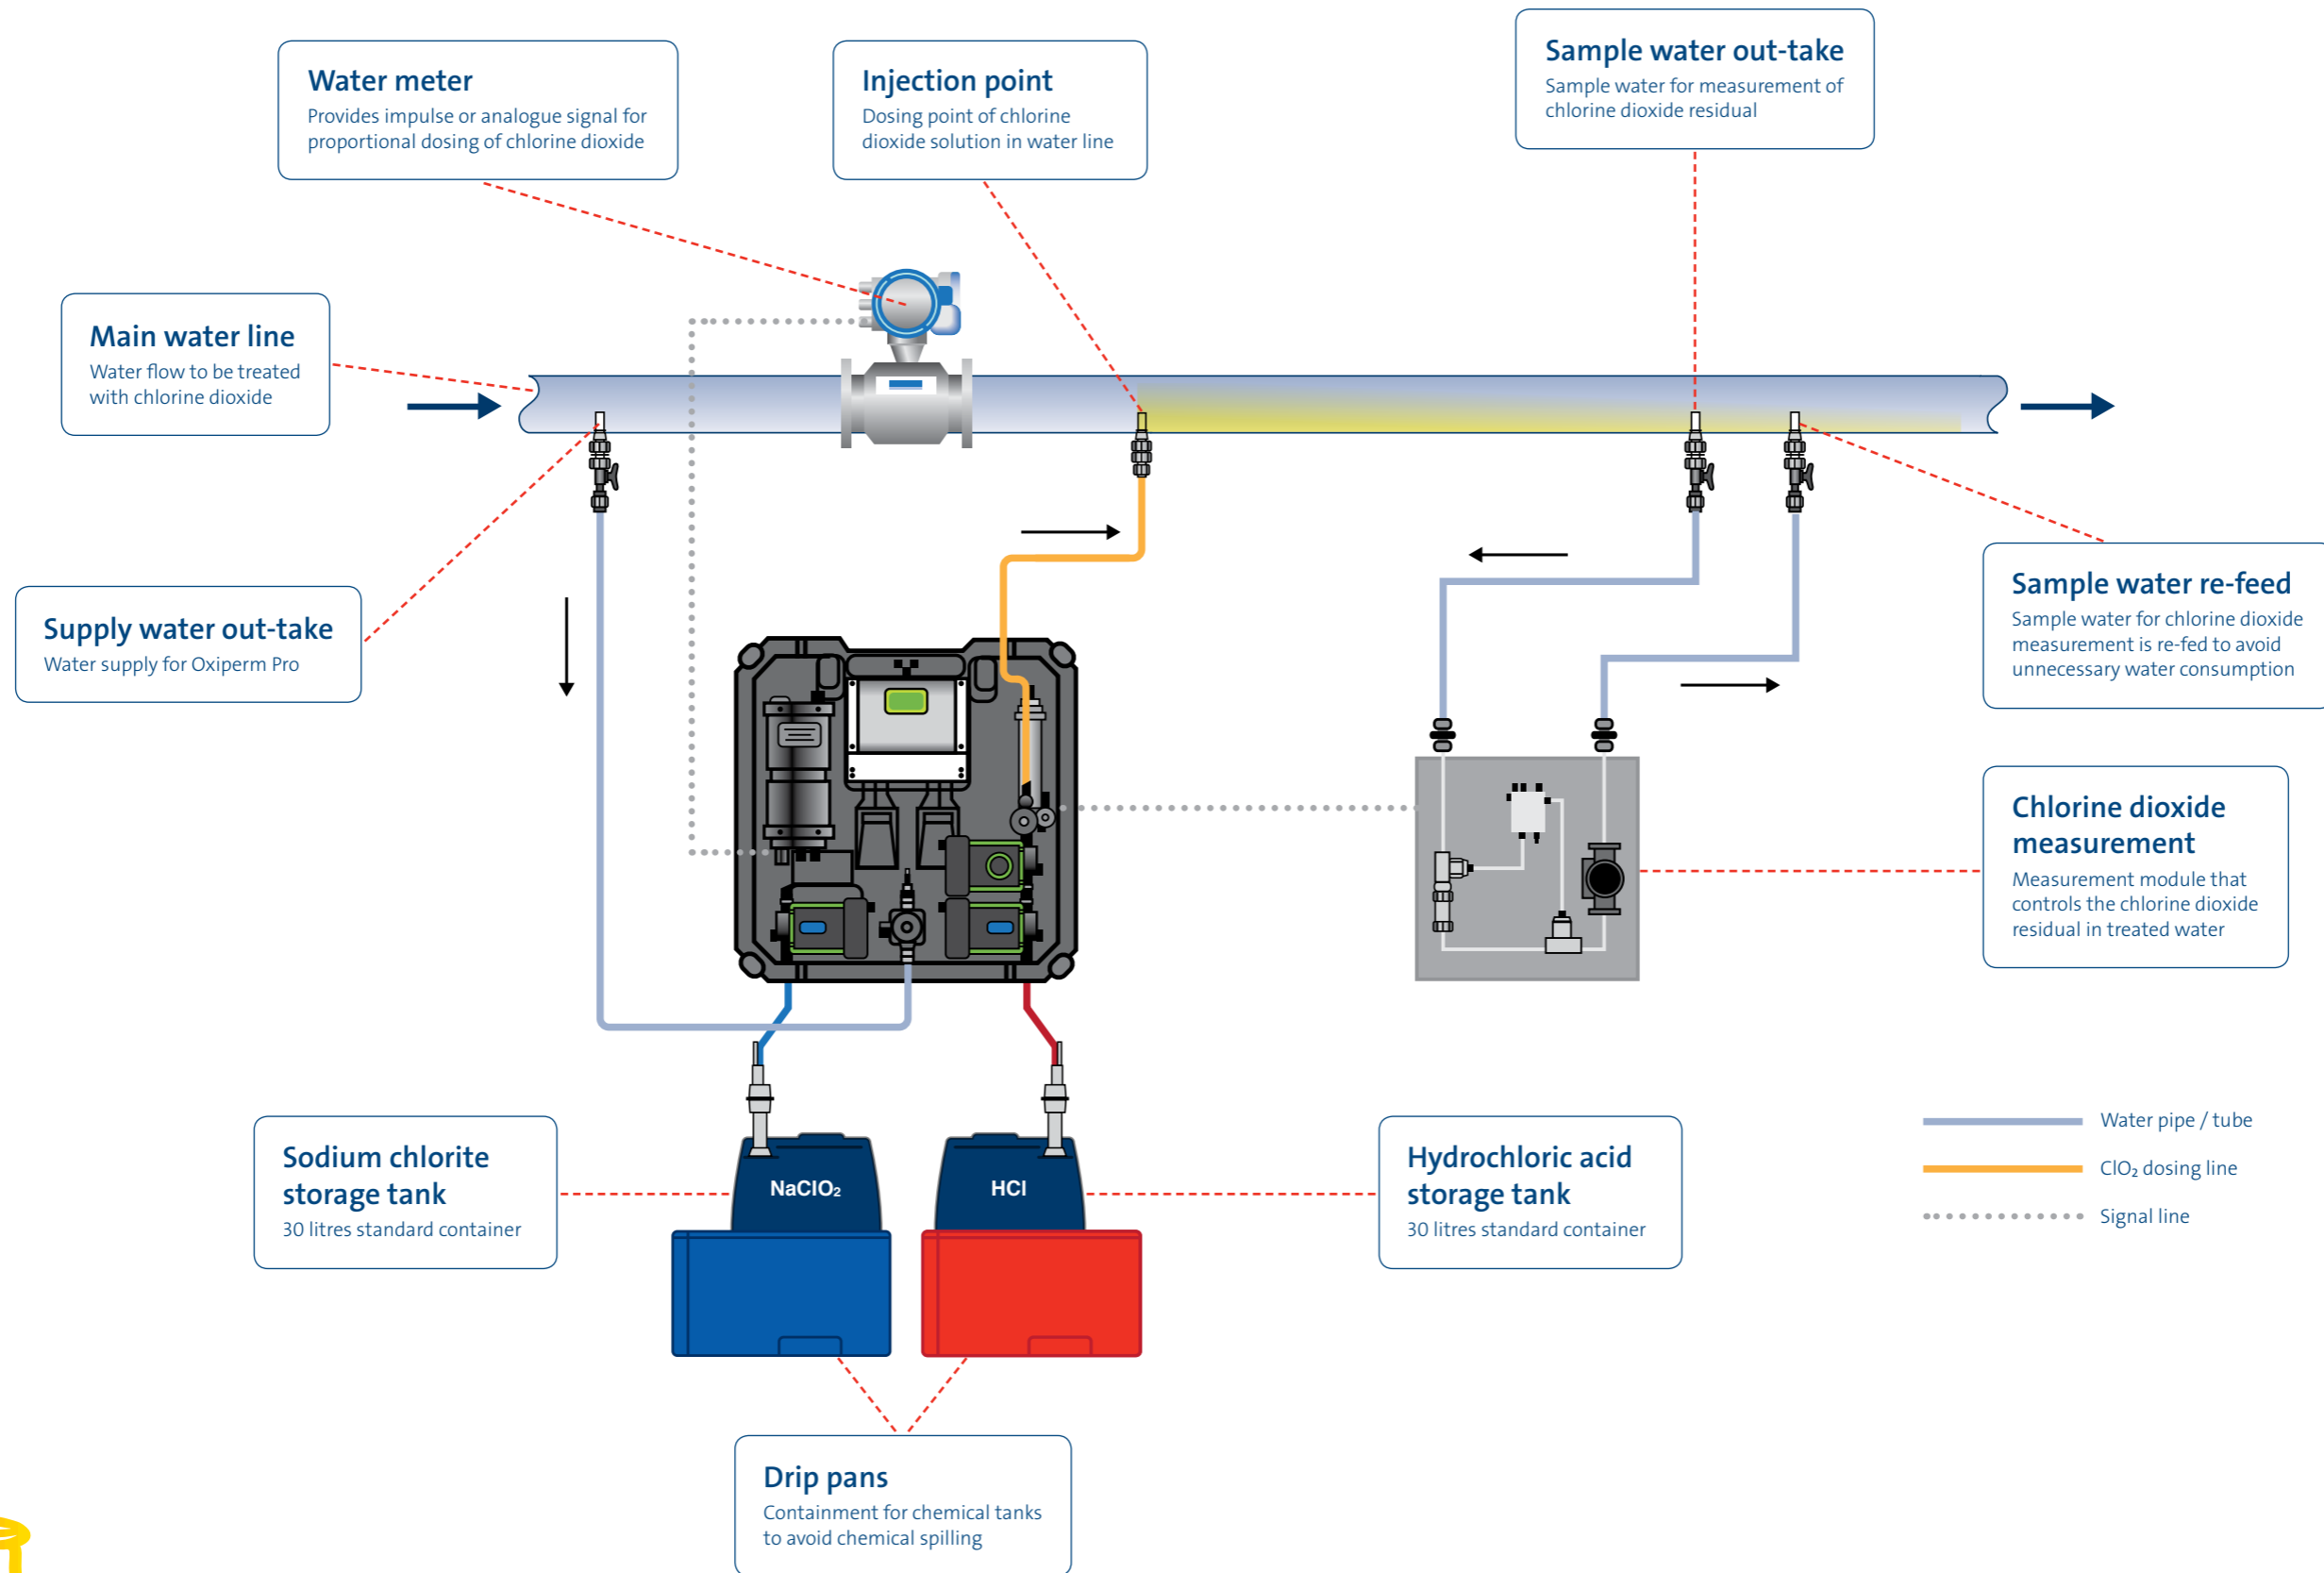 Water meter
Provides impulse or analogue signal for
proportional dosing of chlorine dioxide
Injection point
Dosing point of chlorine
dioxide solution in water line
Sample water out-take
Sample water for measurement of
chlorine dioxide residual
Main water line
Water flow to be treated
with chlorine dioxide
Supply water out-take
Water supply for Oxiperm Pro
Sample water re-feed
Sample water for chlorine dioxide
measurement is re-fed to avoid
unnecessary water consumption
Chlorine dioxide
measurement
Measurement module that
controls the chlorine dioxide
residual in treated water
Sodium chlorite
storage tank
30 litres standard container
NaClO₂
HCl
Hydrochloric acid
storage tank
30 litres standard container
Water pipe / tube
ClO₂ dosing line
Signal line
Drip pans
Containment for chemical tanks
to avoid chemical spilling